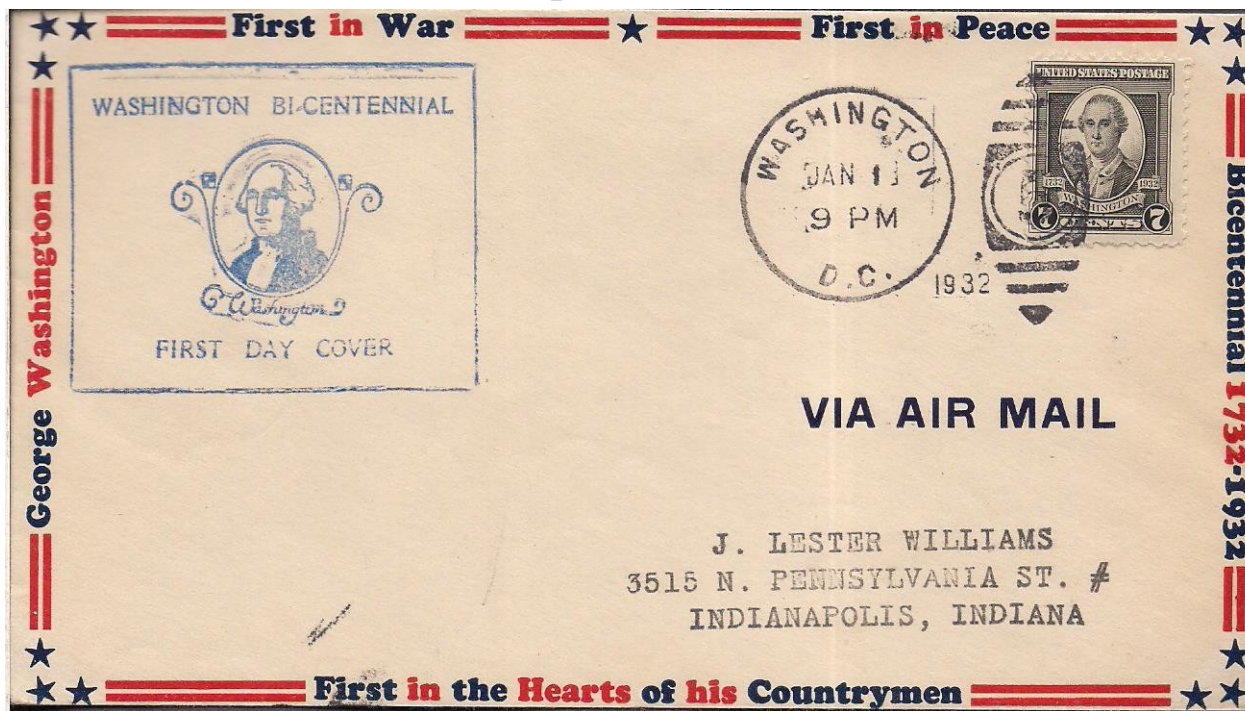 First in War
First in Peace
George Washington
Bicentennial 1732-1932
WASHINGTON BI-CENTENNIAL
Washington
FIRST DAY COVER
WASHINGTON
JAN 1
9 PM
D.C.
1932
UNITED STATES POSTAGE
1732
1932
WASHINGTON
7 CENTS 7
VIA AIR MAIL
J. LESTER WILLIAMS
3515 N. PENNSYLVANIA ST. #
INDIANAPOLIS, INDIANA
First in the Hearts of his Countrymen